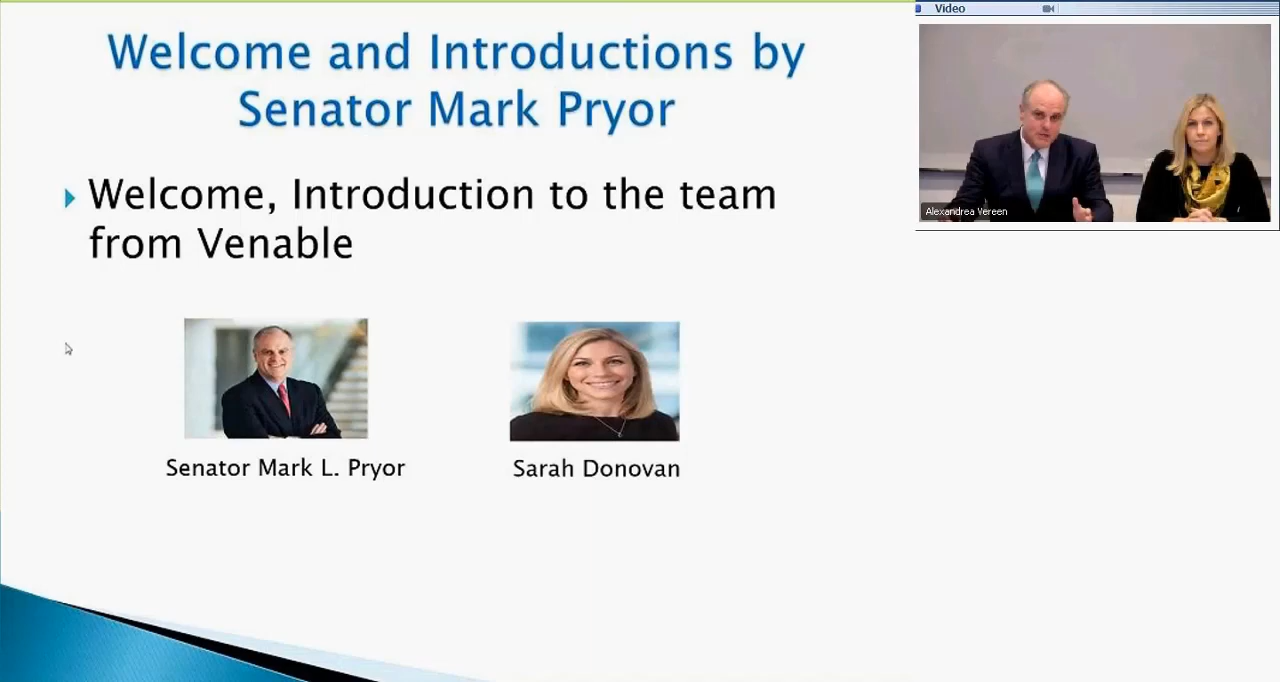 Welcome and Introductions by
Senator Mark Pryor
Welcome, Introduction to the team
from Venable
Senator Mark L. Pryor
Sarah Donovan
Video
Alexandrea Vereen